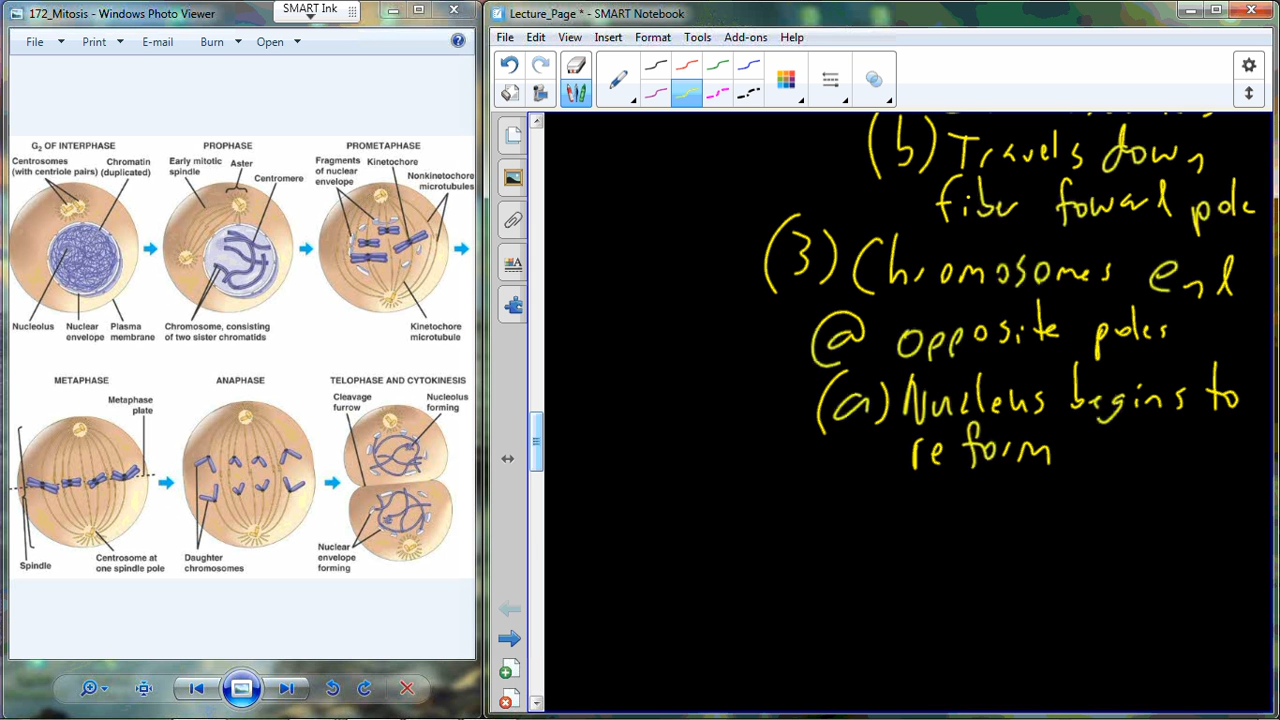 172_Mitosis - Windows Photo Viewer
SMART Ink
File Print E-mail Burn Open
G2 OF INTERPHASE
Centrosomes
(with centriole pairs)
Chromatin
(duplicated)
Nucleolus
Nuclear
envelope
Plasma
membrane
PROPHASE
Early mitotic
spindle
Aster
Centromere
Chromosome, consisting
of two sister chromatids
PROMETAPHASE
Fragments
of nuclear
envelope
Kinetochore
Nonkinetochore
microtubules
Kinetochore
microtubule
METAPHASE
Metaphase
plate
Spindle
Centrosome at
one spindle pole
ANAPHASE
Daughter
chromosomes
TELOPHASE AND CYTOKINESIS
Cleavage
furrow
Nucleolus
forming
Nuclear
envelope
forming
Lecture_Page * - SMART Notebook
File Edit View Insert Format Tools Add-ons Help
(b) Travels down
fiber toward pole
(3) Chromosomes end
@ opposite poles
(a) Nucleus begins to
reform